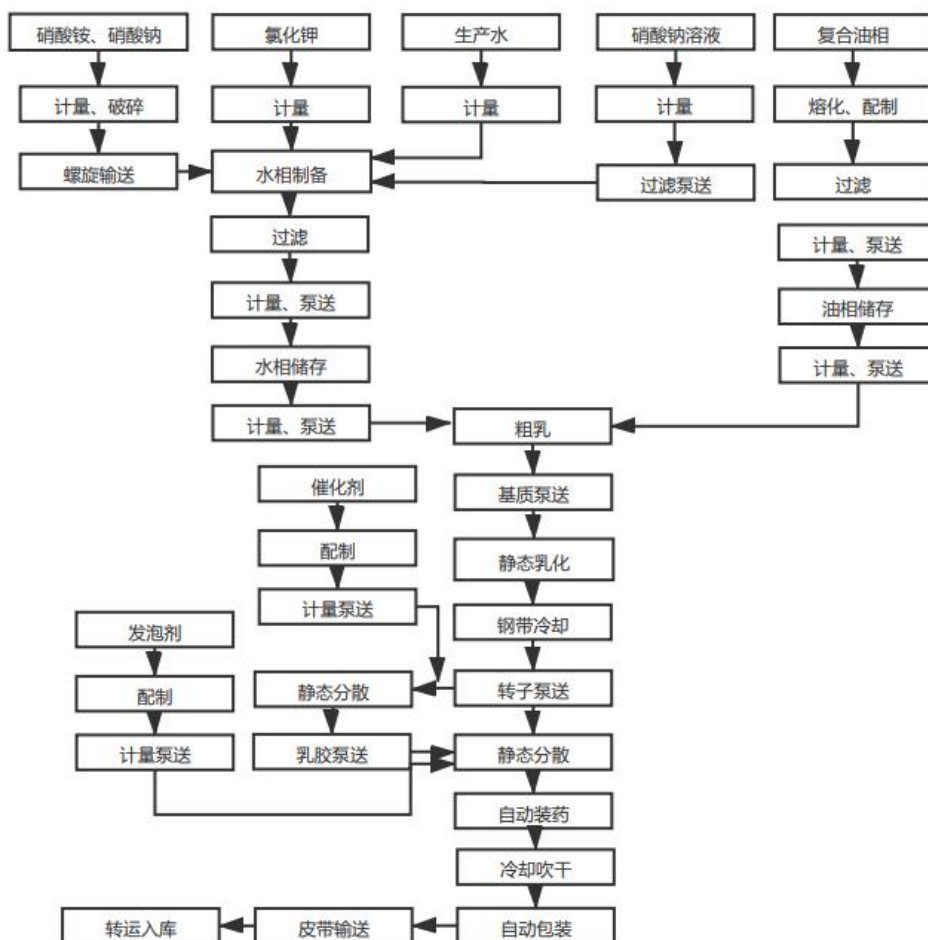 硝酸铵、硝酸钠
氯化钾
生产水
硝酸钠溶液
复合油相
计量、破碎
计量
计量
计量
熔化、配制
螺旋输送
水相制备
过滤泵送
过滤
过滤
计量、泵送
计量、泵送
油相储存
水相储存
计量、泵送
计量、泵送
粗乳
催化剂
基质泵送
配制
静态乳化
计量泵送
发泡剂
钢带冷却
配制
静态分散
转子泵送
计量泵送
乳胶泵送
静态分散
自动装药
冷却吹干
转运入库
皮带输送
自动包装